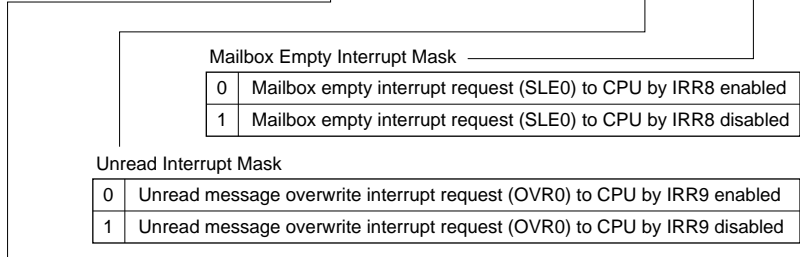 Mailbox Empty Interrupt Mask
0 Mailbox empty interrupt request (SLE0) to CPU by IRR8 enabled
1 Mailbox empty interrupt request (SLE0) to CPU by IRR8 disabled
Unread Interrupt Mask
0 Unread message overwrite interrupt request (OVR0) to CPU by IRR9 enabled
1 Unread message overwrite interrupt request (OVR0) to CPU by IRR9 disabled